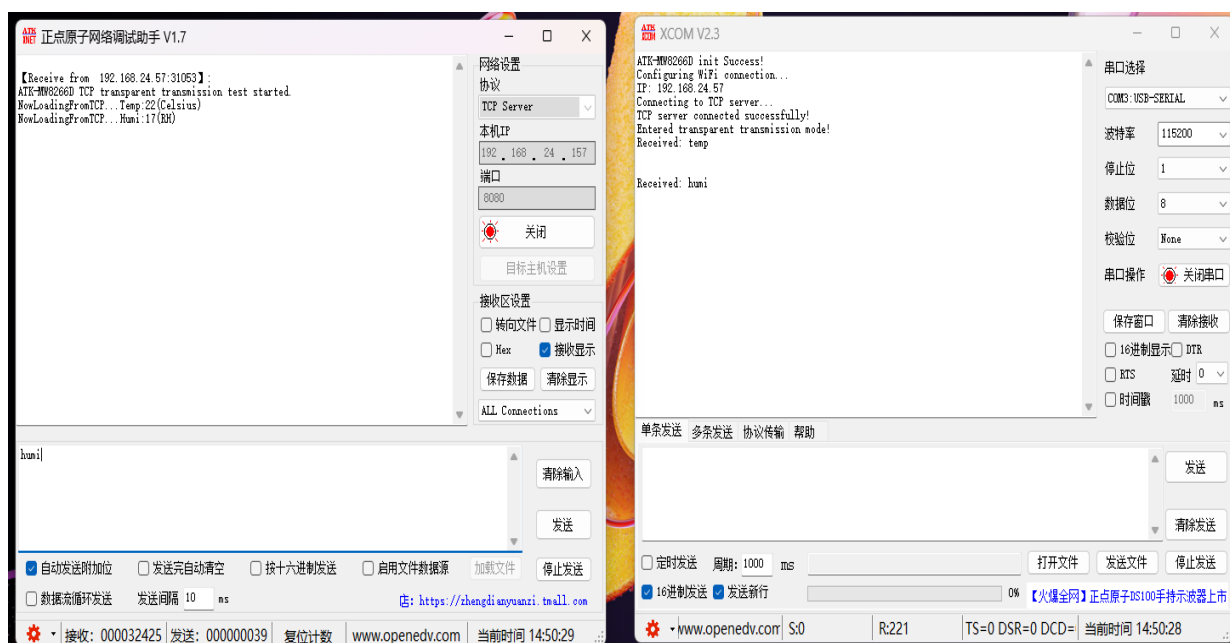 正点原子网络调试助手 V1.7
【Receive from 192.168.24.57:31053】:
ATK-MW8266D TCP transparent transmission test started.
NowLoadingFromTCP...Temp:22(Celsius)
NowLoadingFromTCP...Humi:17(RH)
网络设置
协议
TCP Server
本机IP
192 . 168 . 24 . 157
端口
8080
关闭
目标主机设置
接收区设置
转向文件 显示时间
Hex 接收显示
保存数据 清除显示
ALL Connections
humi
清除输入
发送
自动发送附加位 发送完自动清空 按十六进制发送 启用文件数据源 加载文件 停止发送
数据流循环发送 发送间隔 10 ms 店: https://zhengdianyuanzi.tmall.com
接收: 000032425 发送: 000000039 复位计数 www.openedv.com 当前时间 14:50:29
XCOM V2.3
ATK-MW8266D init Success!
Configuring WiFi connection...
IP: 192.168.24.57
Connecting to TCP server...
TCP server connected successfully!
Entered transparent transmission mode!
Received: temp
Received: humi
串口选择
COM3:USB-SERIAL
波特率 115200
停止位 1
数据位 8
校验位 None
串口操作 关闭串口
保存窗口 清除接收
16进制显示 DTR
RTS 延时 0
时间戳 1000 ms
单条发送 多条发送 协议传输 帮助
发送
清除发送
定时发送 周期: 1000 ms 打开文件 发送文件 停止发送
16进制发送 发送新行 0% 【火爆全网】正点原子DS100手持示波器上市
www.openedv.com S:0 R:221 TS=0 DSR=0 DCD= 当前时间 14:50:28